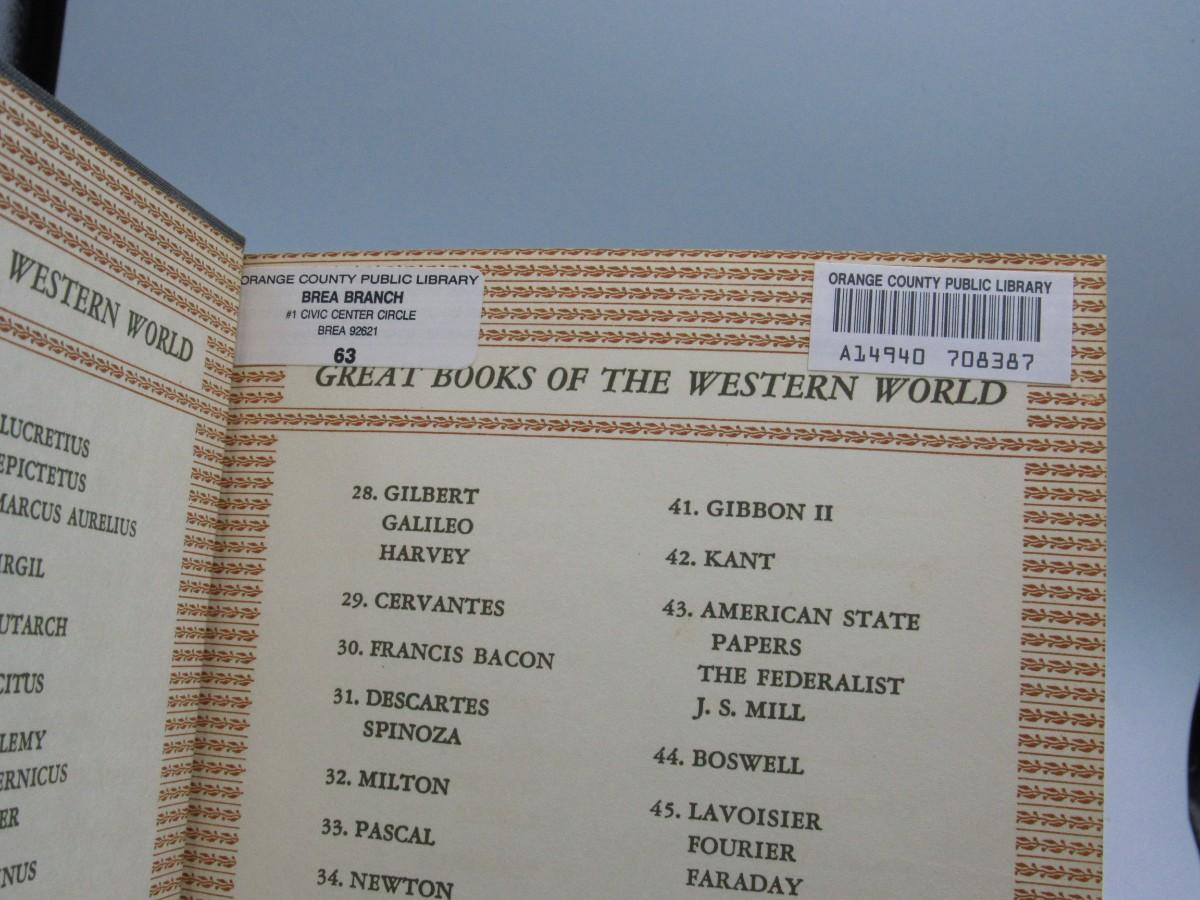 WESTERN WORLD
LUCRETIUS
EPICTETUS
MARCUS AURELIUS
ORANGE COUNTY PUBLIC LIBRARY
BREA BRANCH
#1 CIVIC CENTER CIRCLE
BREA 92621
63
ORANGE COUNTY PUBLIC LIBRARY
A14940 708387
GREAT BOOKS OF THE WESTERN WORLD
28. GILBERT
GALILEO
HARVEY
29. CERVANTES
30. FRANCIS BACON
31. DESCARTES
SPINOZA
32. MILTON
33. PASCAL
34. NEWTON
41. GIBBON II
42. KANT
43. AMERICAN STATE
PAPERS
THE FEDERALIST
J. S. MILL
44. BOSWELL
45. LAVOISIER
FOURIER
FARADAY